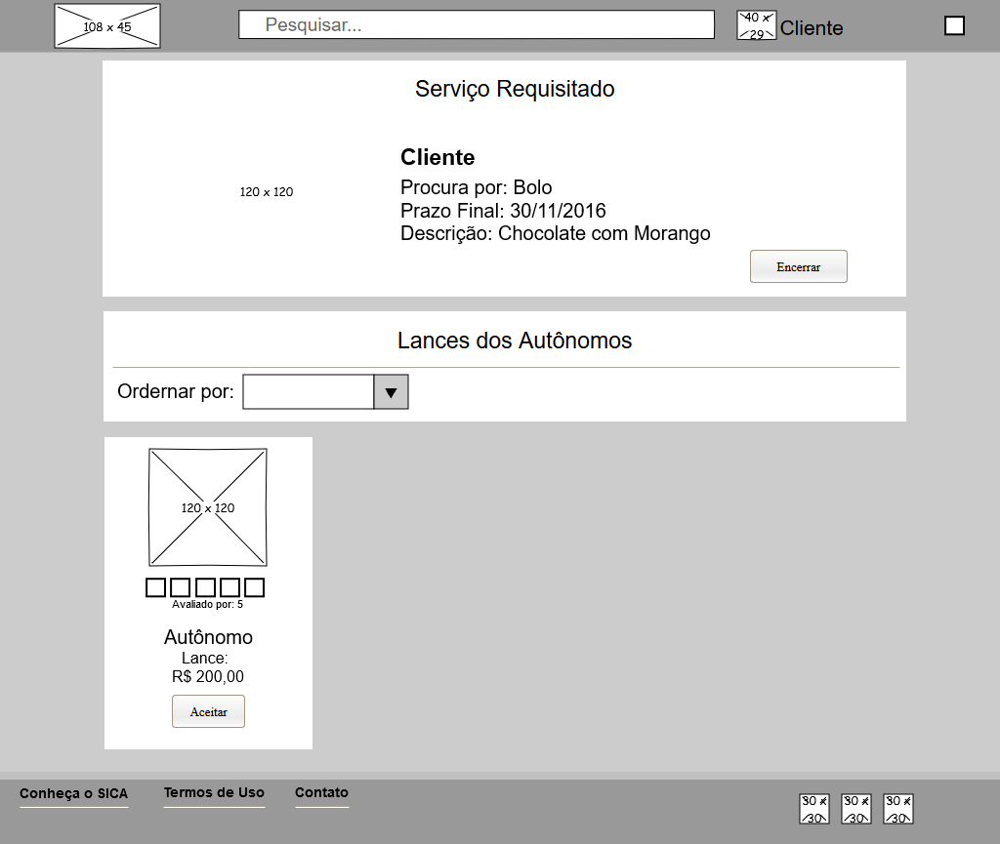 108 x 45
Pesquisar...
40 x
29
Cliente
Serviço Requisitado
120 x 120
Cliente
Procura por: Bolo
Prazo Final: 30/11/2016
Descrição: Chocolate com Morango
Encerrar
Lances dos Autônomos
Ordernar por:
120 x 120
Avaliado por: 5
Autônomo
Lance:
R$ 200,00
Aceitar
Conheça o SICA
Termos de Uso
Contato
30 x
30
30 x
30
30 x
30